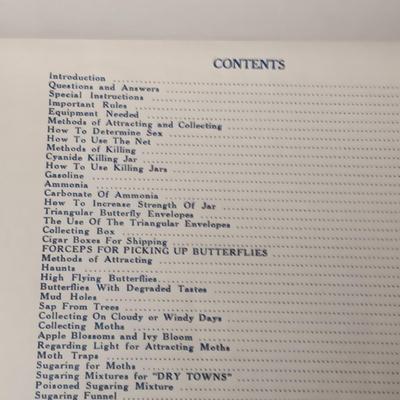 CONTENTS
Introduction
Questions and Answers
Special Instructions
Important Rules
Equipment Needed
Methods of Attracting and Collecting
How To Determine Sex
How To Use The Net
Methods of Killing
Cyanide Killing Jar
How To Use Killing Jars
Gasoline
Ammonia
Carbonate Of Ammonia
How To Increase Strength Of Jar
Triangular Butterfly Envelopes
The Use Of The Triangular Envelopes
Collecting Box
Cigar Boxes For Shipping
FORCEPS FOR PICKING UP BUTTERFLIES
Methods of Attracting
Haunts
High Flying Butterflies
Butterflies With Degraded Tastes
Mud Holes
Sap From Trees
Collecting On Cloudy or Windy Days
Collecting Moths
Apple Blossoms and Ivy Bloom
Regarding Light for Attracting Moths
Moth Traps
Sugaring for Moths
Sugaring Mixtures for "DRY TOWNS"
Poisoned Sugaring Mixture
Sugaring Funnel